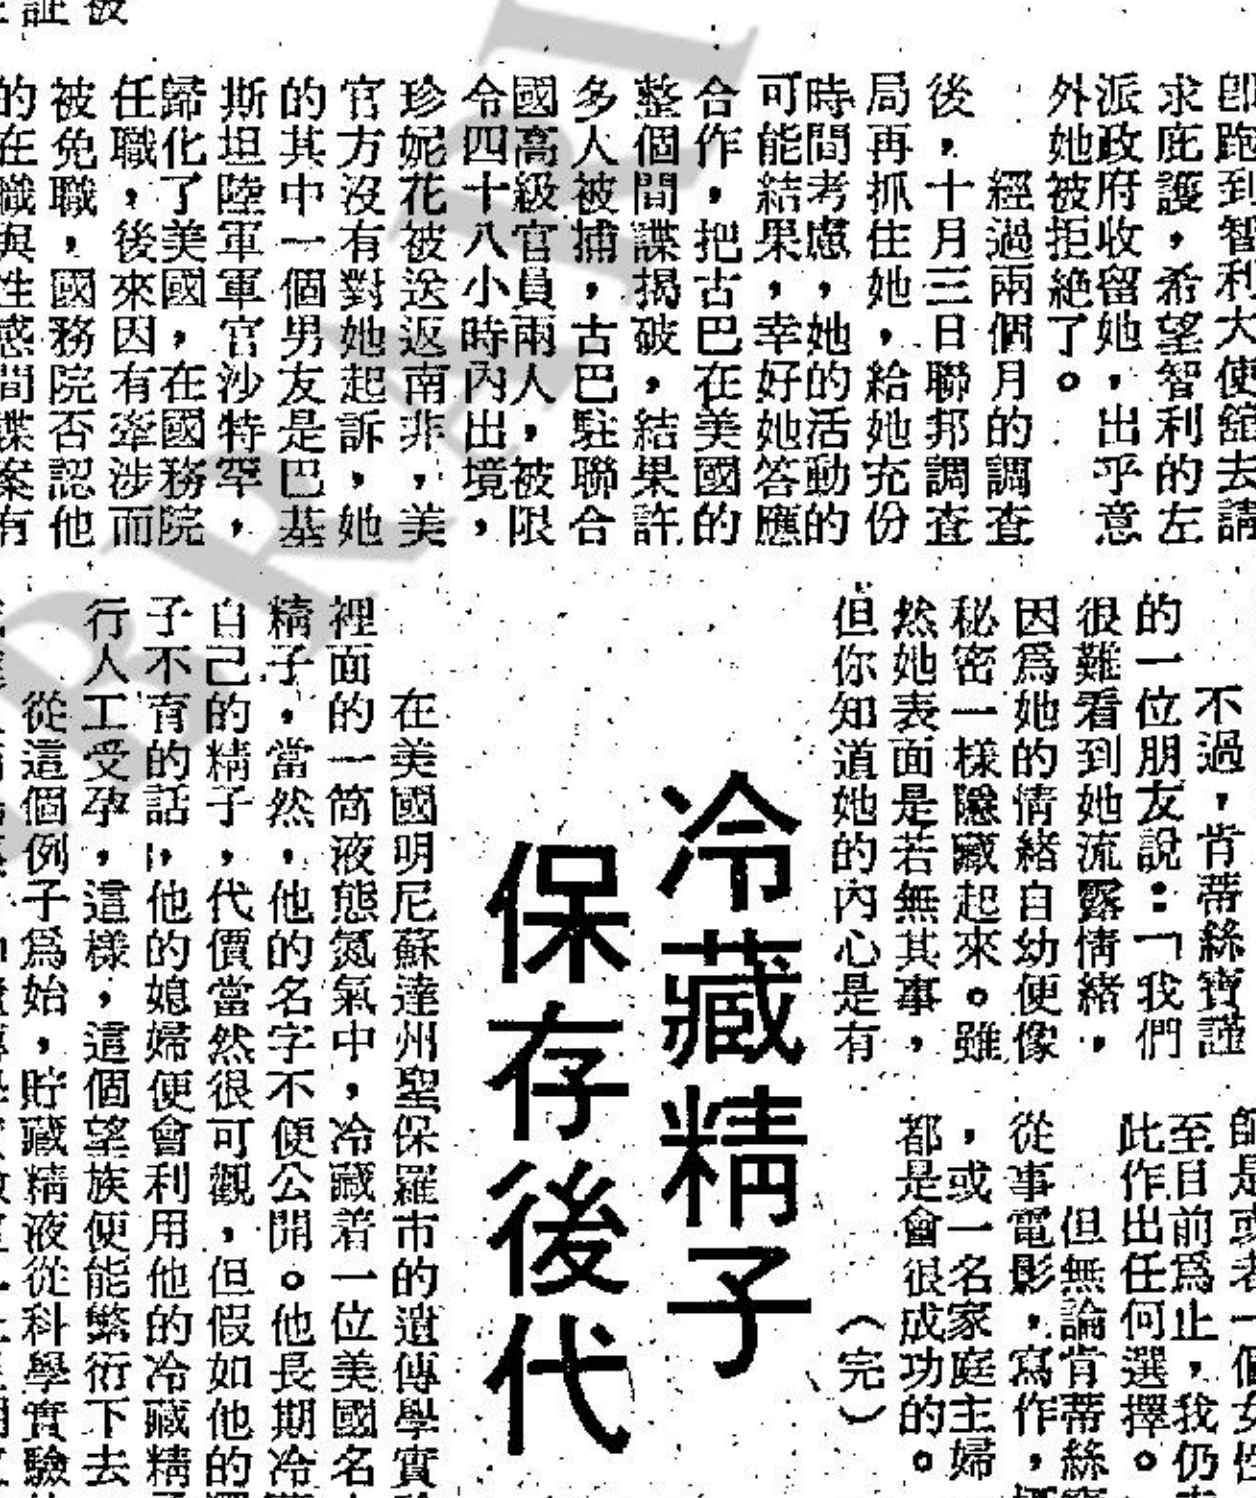 卽跑到智利大使館去請
求庇護，希望智利的左
派政府收留她，出乎意
外她被拒絶了。
經過兩個月的調查
後，十月三日聯邦調查
局再抓住她，給她充份
時間考慮，她的活動的
可能結果，幸好她答應
合作，把古巴在美國的
整個間諜揭破，結果許
多人被捕，古巴駐聯合
國高級官員兩人，被限
令四十八小時內出境，
珍妮花被送返南非，美
官方沒有對她起訴，她
的其中一個男友是巴基
斯坦陸軍軍官沙特罕，
歸化了美國，在國務院
任職，後來因有牽涉而
被免職，國務院否認他
的在職與性感間諜案有
不過，肯蒂絲寶謹
的一位朋友說：「我們
很難看到她流露情緒，
因爲她的情緒自幼便像
秘密一樣隱藏起來。雖
然她表面是若無其事，
但你知道她的內心是有
師是或者一個女性
至目前爲止，我仍
此作出任何選擇。
但無論肯蒂絲
從事電影，寫作，
，或一名家庭主婦
都是會很成功的。
（完）
冷藏精子
保存後代
在美國明尼蘇達州聖保羅市的遺傳學實
裡面的一筒液態氮氣中，冷藏着一位美國名
精子，當然，他的名字不便公開。他長期冷
自己的精子，代價當然很可觀，但假如他的
子不育的話，他的媳婦便會利用他的冷藏精
行人工受孕，這樣，這個望族便能繁衍下去
從這個例子爲始，貯藏精液從科學實驗